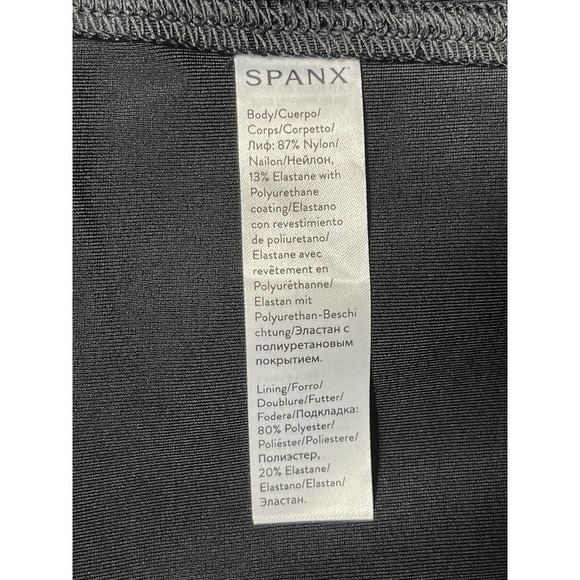 SPANX
Body/Cuerpo/
Corps/Corpetto/
Лиф: 87% Nylon/
Nailon/Нейлон,
13% Elastane with
Polyurethane
coating/Elastano
con revestimiento
de poliuretano/
Elastane avec
revêtement en
Polyuréthanne/
Elastan mit
Polyurethan-Beschi
chtung/Эластан с
полиуретановым
покрытием.
Lining/Forro/
Doublure/Futter/
Fodera/Подкладка:
80% Polyester/
Poliéster/Poliestere/
Полиэстер,
20% Elastane/
Elastano/Elastan/
Эластан.